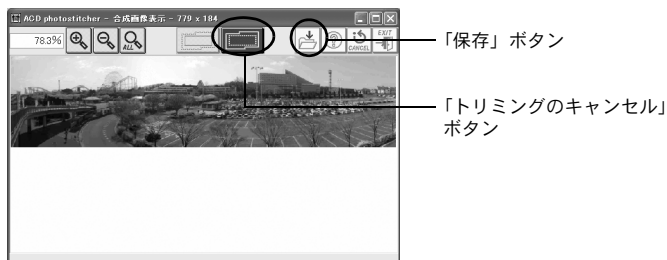 ACD photostitcher - 合成画像表示 - 779 x 184
78.3%
ALL
CANCEL
EXIT
「保存」ボタン
「トリミングのキャンセル」
ボタン